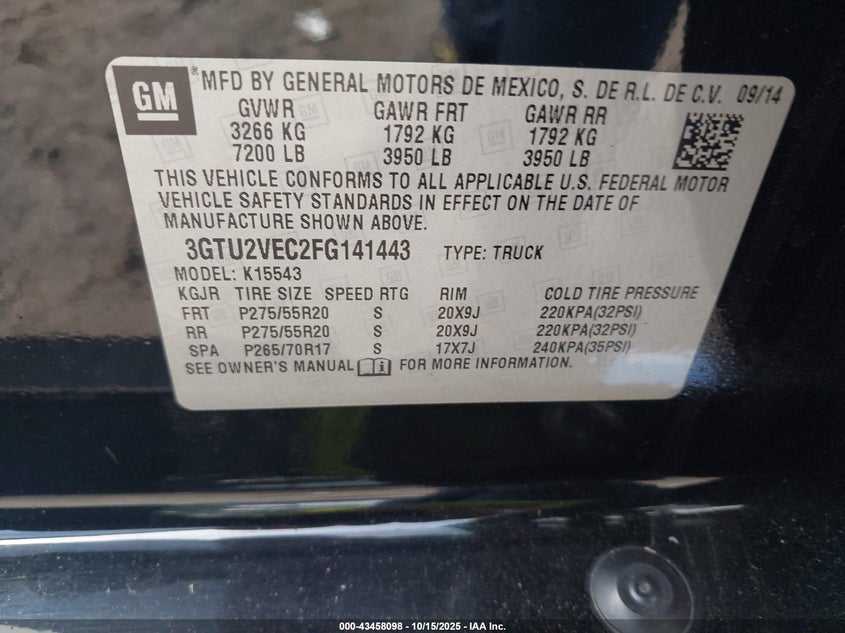 GM ® MFD BY GENERAL MOTORS DE MEXICO, S. DE R.L. DE C.V. 09/14
GVWR GAWR FRT GAWR RR
3266 KG 1792 KG 1792 KG
7200 LB 3950 LB 3950 LB
THIS VEHICLE CONFORMS TO ALL APPLICABLE U.S. FEDERAL MOTOR
VEHICLE SAFETY STANDARDS IN EFFECT ON THE DATE OF
MANUFACTURE SHOWN ABOVE.
3GTU2VEC2FG141443 TYPE: TRUCK
MODEL: K15543
KGJR TIRE SIZE SPEED RTG RIM COLD TIRE PRESSURE
FRT P275/55R20 S 20X9J 220KPA(32PSI)
RR P275/55R20 S 20X9J 220KPA(32PSI)
SPA P265/70R17 S 17X7J 240KPA(35PSI)
SEE OWNER'S MANUAL FOR MORE INFORMATION.
000-43458098 - 10/15/2025 - IAA Inc.